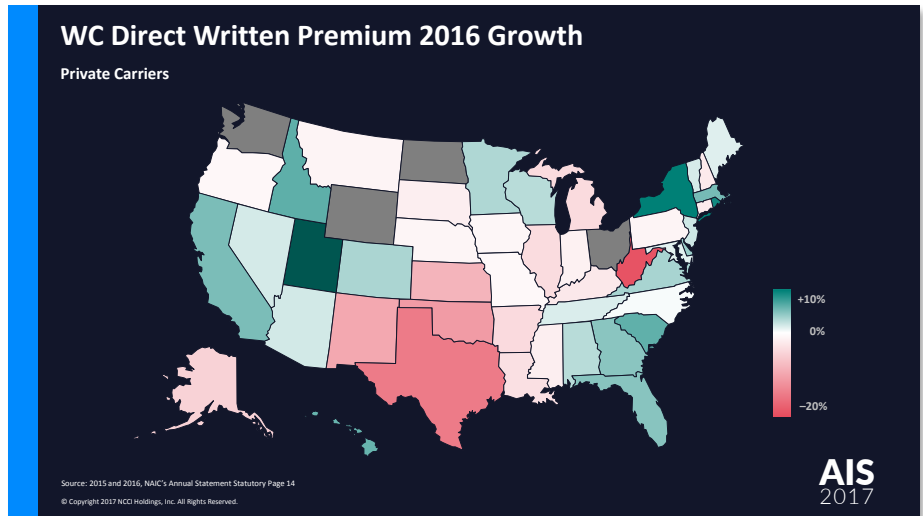 WC Direct Written Premium 2016 Growth
Private Carriers
+10%
0%
–20%
Source: 2015 and 2016, NAIC's Annual Statement Statutory Page 14
© Copyright 2017 NCCI Holdings, Inc. All Rights Reserved.
AIS
2017